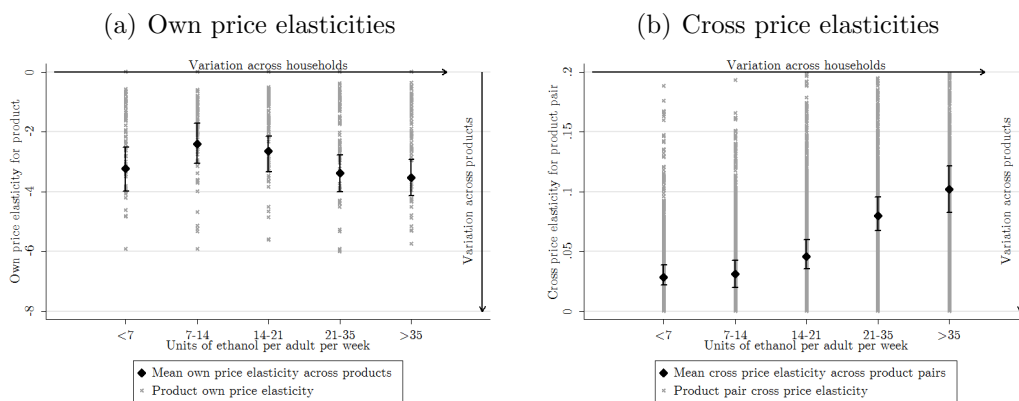 (a) Own price elasticities
Variation across households
0
-2
-4
-6
-8
Own price elasticity for product
Variation across products
<7
7-14
14-21
21-35
>35
Units of ethanol per adult per week
Mean own price elasticity across products
Product own price elasticity
(b) Cross price elasticities
Variation across households
.2
.15
.1
.05
0
Cross price elasticity for product pair
Variation across products
<7
7-14
14-21
21-35
>35
Units of ethanol per adult per week
Mean cross price elasticity across product pairs
Product pair cross price elasticity